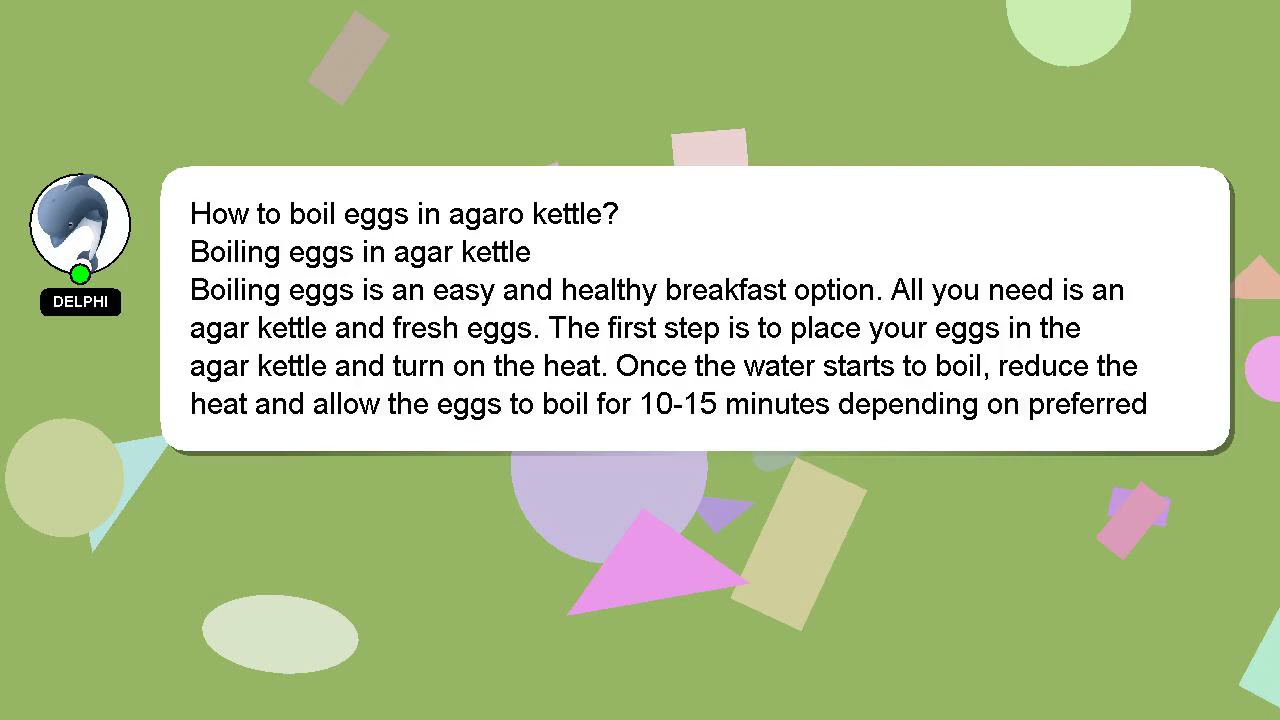 How to boil eggs in agaro kettle?
Boiling eggs in agar kettle
Boiling eggs is an easy and healthy breakfast option. All you need is an
agar kettle and fresh eggs. The first step is to place your eggs in the
agar kettle and turn on the heat. Once the water starts to boil, reduce the
heat and allow the eggs to boil for 10-15 minutes depending on preferred
DELPHI